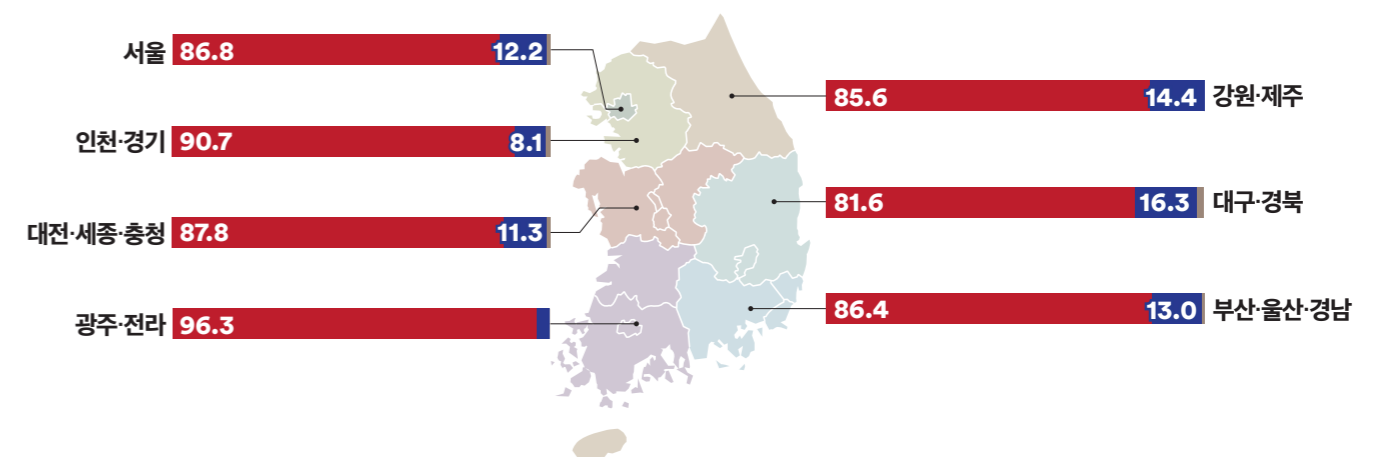 서울 86.8 12.2
인천·경기 90.7 8.1
대전·세종·충청 87.8 11.3
광주·전라 96.3
85.6 14.4 강원·제주
81.6 16.3 대구·경북
86.4 13.0 부산·울산·경남